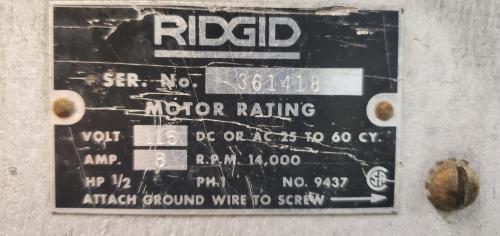 RIDGID
SER. No. 361418
MOTOR RATING
VOLT 115 DC OR AC 25 TO 60 CY.
AMP. 8 R.P.M. 14,000
HP 1/2 PH.1 NO. 9437
ATTACH GROUND WIRE TO SCREW